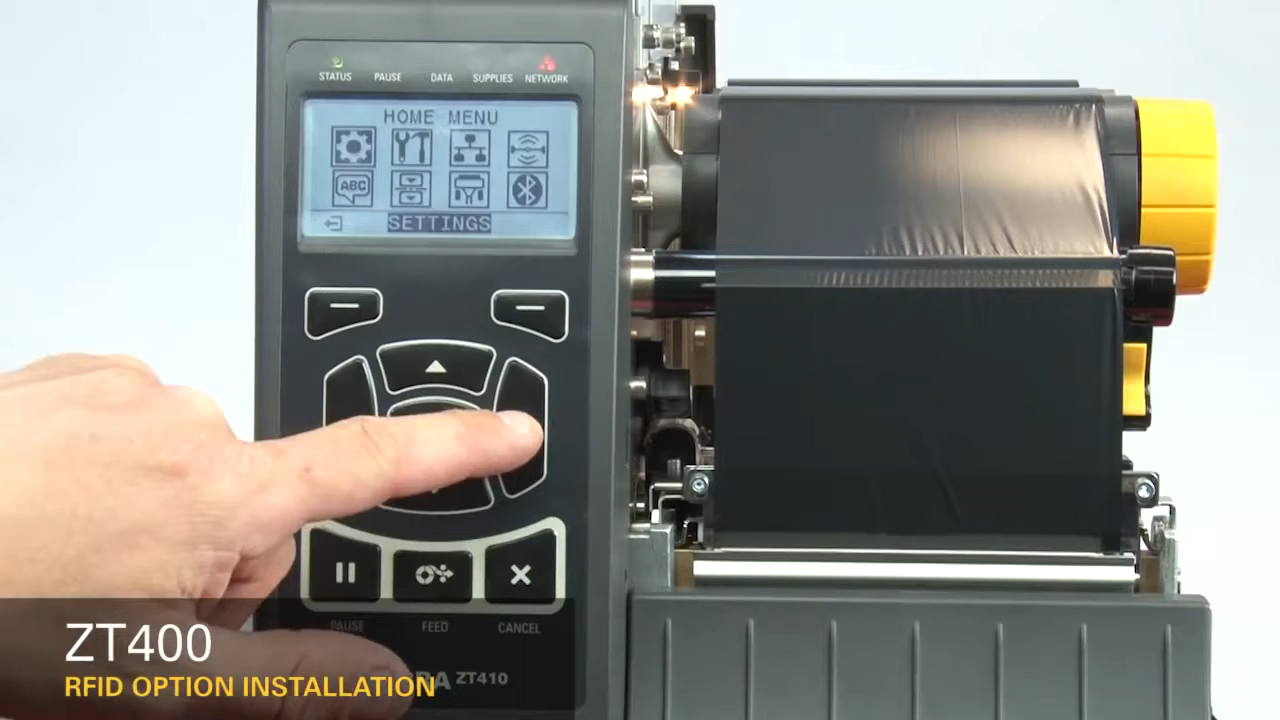 STATUS PAUSE DATA SUPPLIES NETWORK
HOME MENU
ABC
SETTINGS
PAUSE FEED CANCEL
ZT410
ZT400
RFID OPTION INSTALLATION